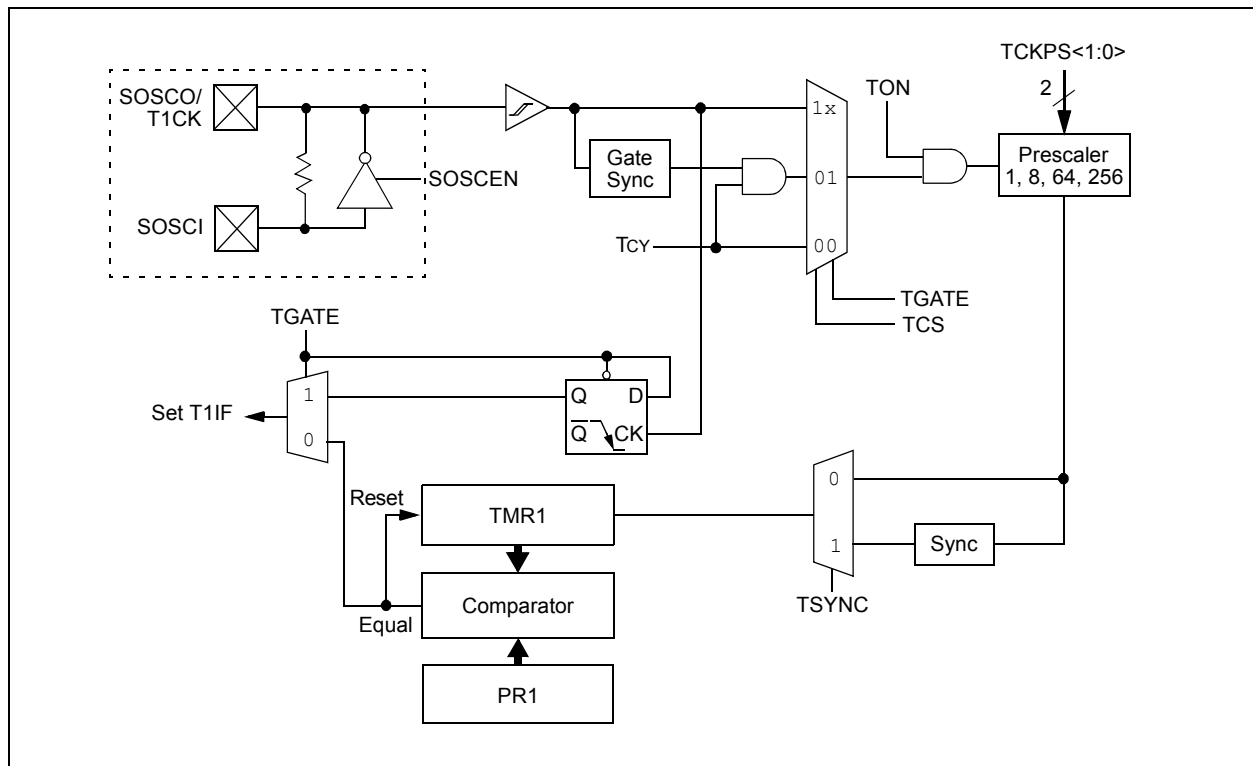 TCKPS<1:0>
2
SOSCO/
T1CK
TON
1x
Gate
Sync
Prescaler
1, 8, 64, 256
SOSCEN
01
SOSCI
TCY
00
TGATE
TCS
TGATE
1
Q
D
Set T1IF
0
Q
CK
Reset
TMR1
0
1
Sync
Comparator
TSYNC
Equal
PR1